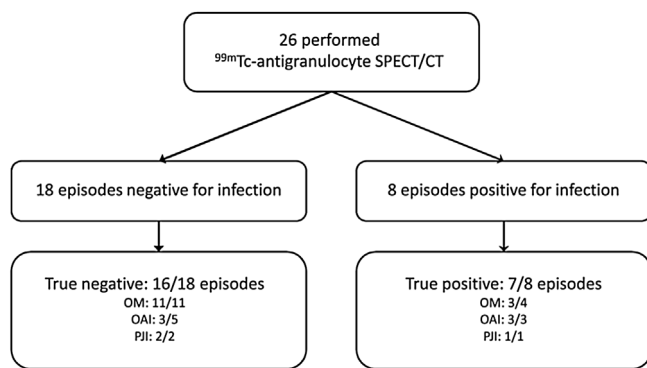 26 performed
⁹⁹ᵐTc-antigranulocyte SPECT/CT
18 episodes negative for infection
8 episodes positive for infection
True negative: 16/18 episodes
OM: 11/11
OAI: 3/5
PJI: 2/2
True positive: 7/8 episodes
OM: 3/4
OAI: 3/3
PJI: 1/1